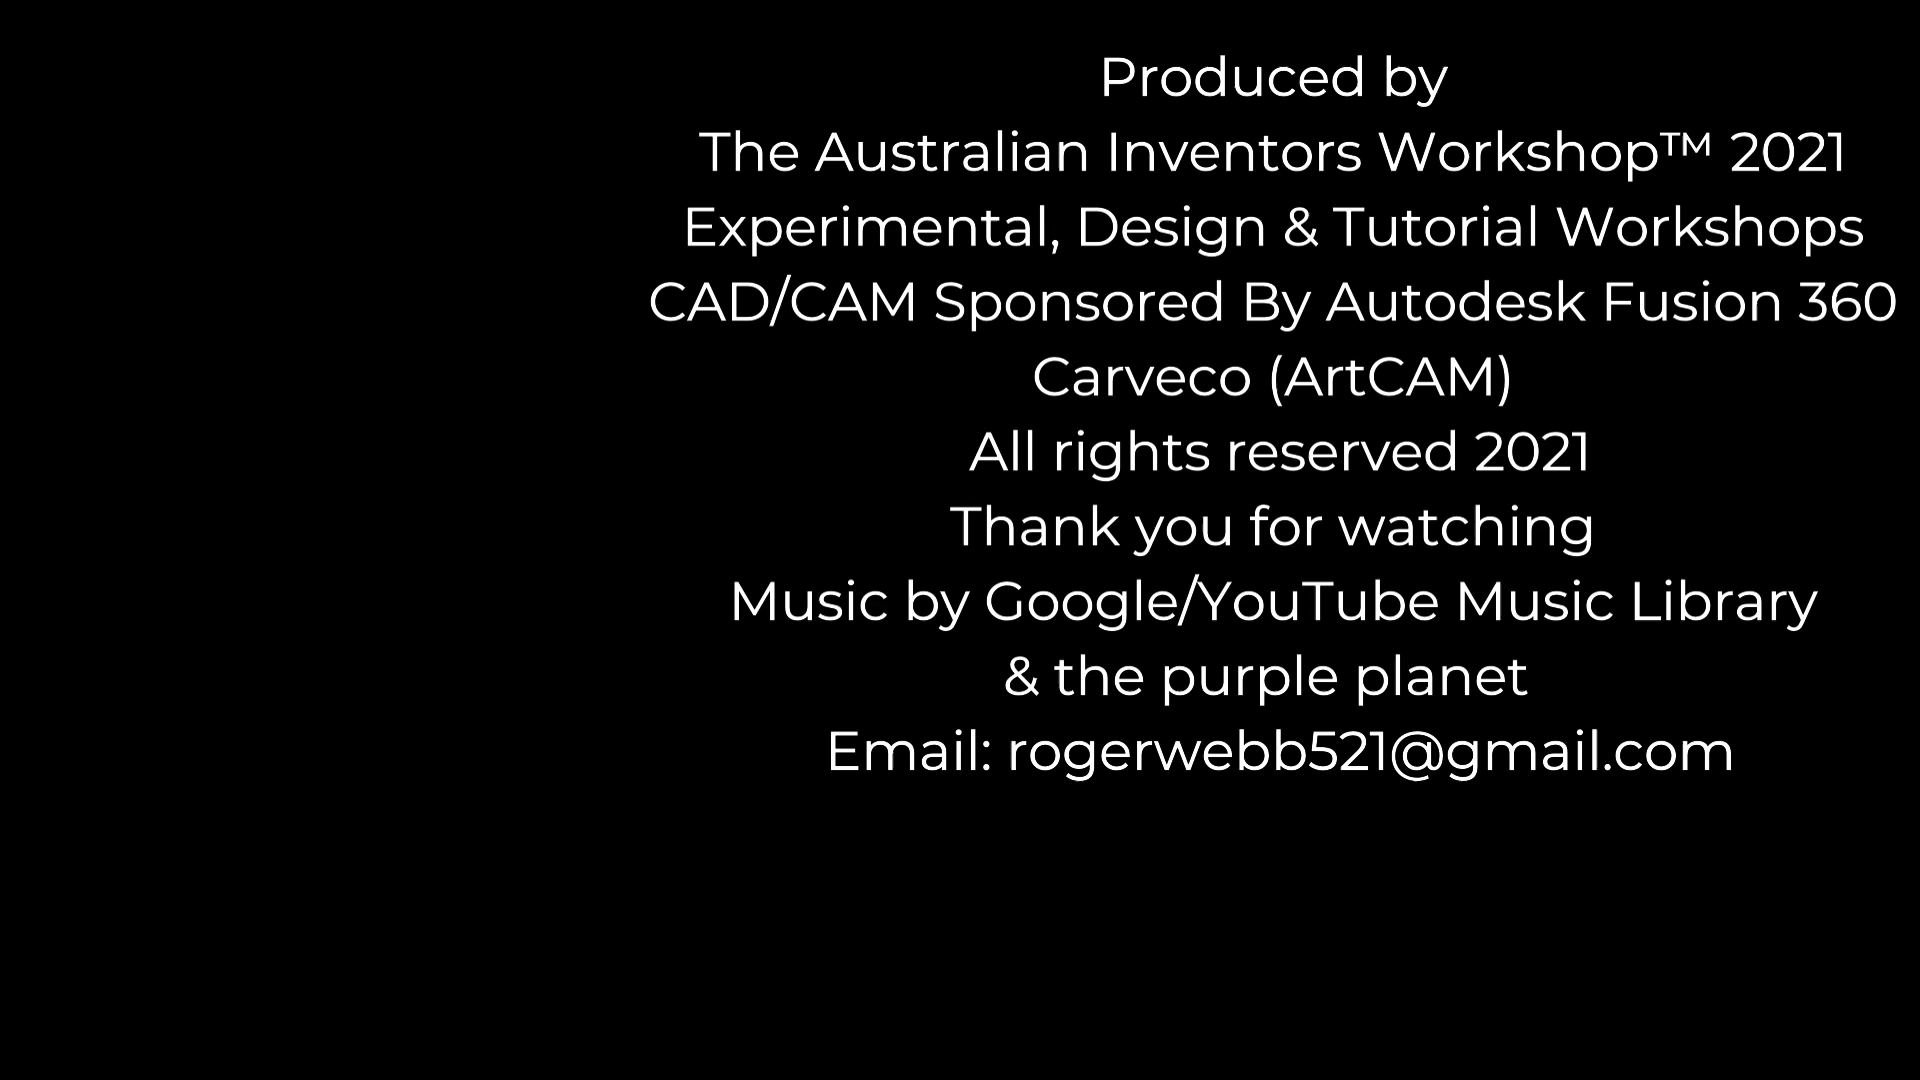 Produced by
The Australian Inventors Workshop™ 2021
Experimental, Design & Tutorial Workshops
CAD/CAM Sponsored By Autodesk Fusion 360
Carveco (ArtCAM)
All rights reserved 2021
Thank you for watching
Music by Google/YouTube Music Library
& the purple planet
Email: rogerwebb521@gmail.com